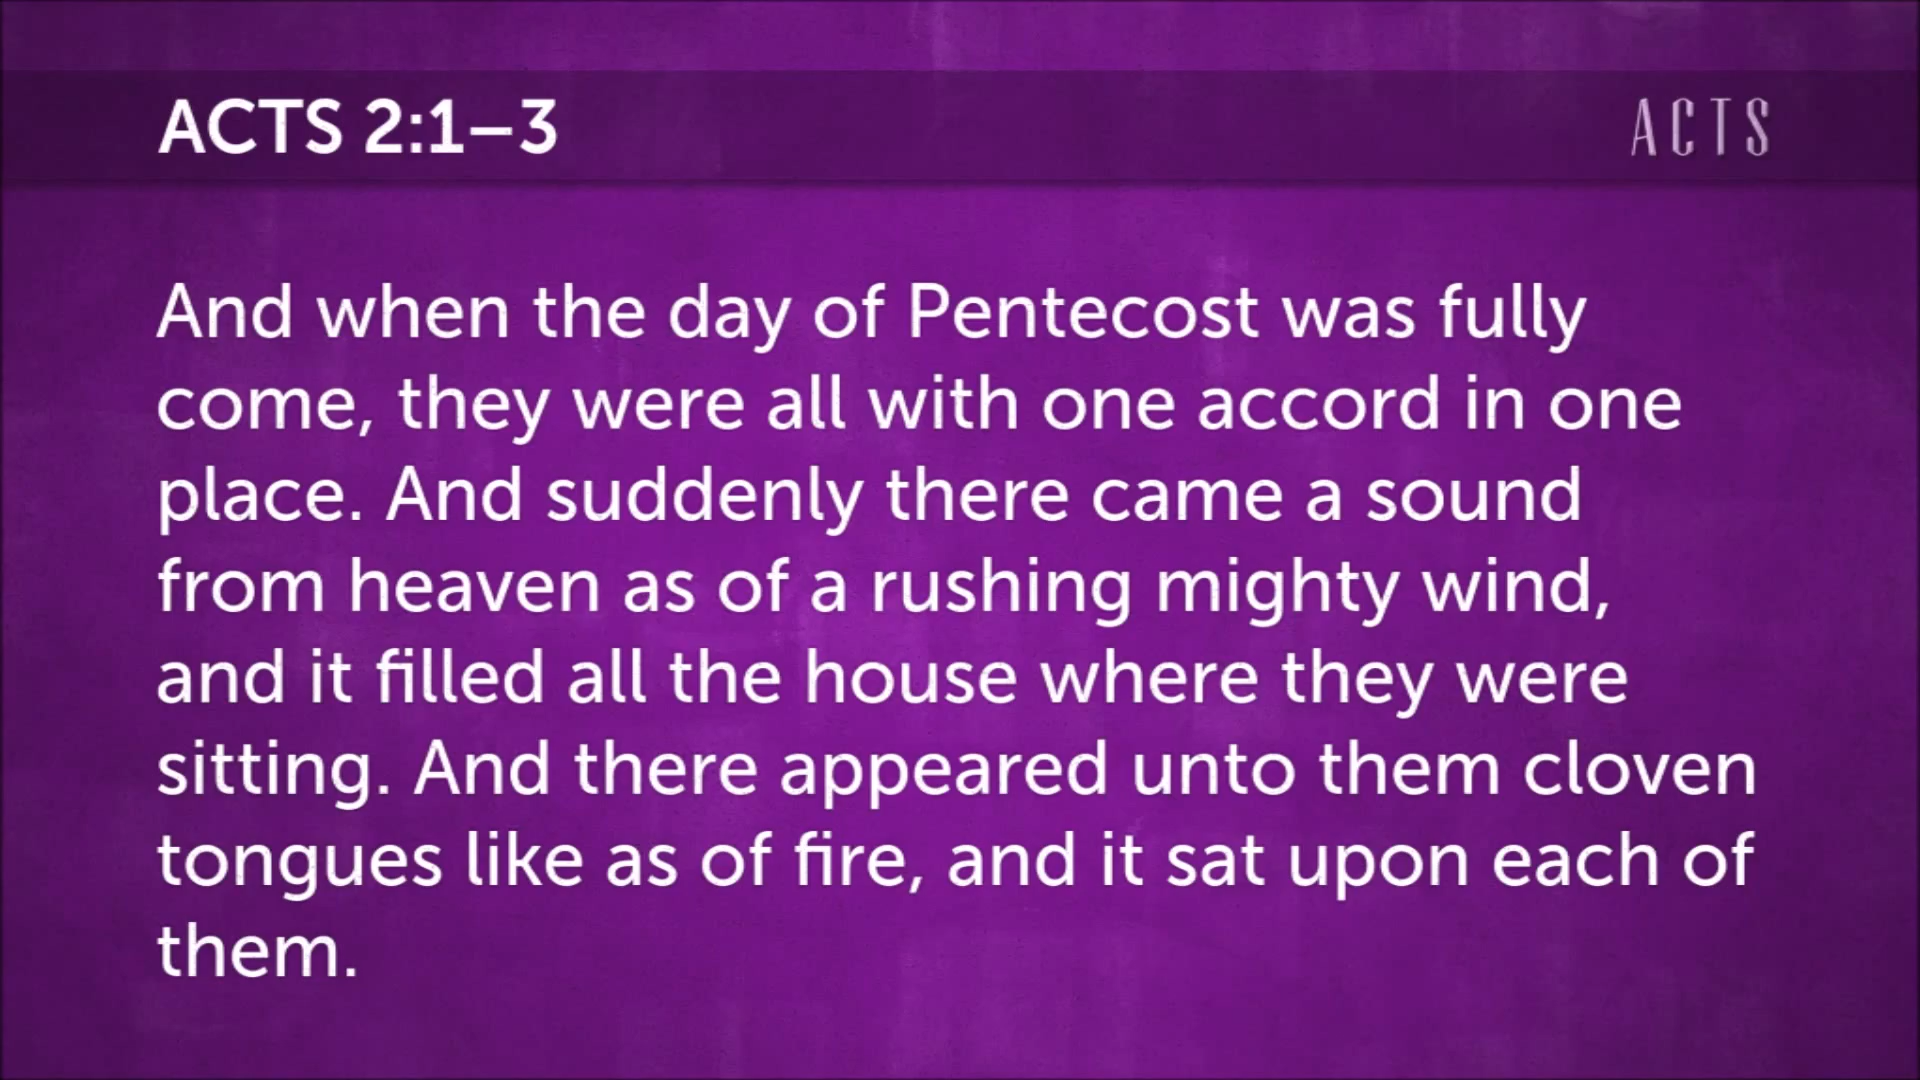 ACTS 2:1–3
ACTS
And when the day of Pentecost was fully
come, they were all with one accord in one
place. And suddenly there came a sound
from heaven as of a rushing mighty wind,
and it filled all the house where they were
sitting. And there appeared unto them cloven
tongues like as of fire, and it sat upon each of
them.